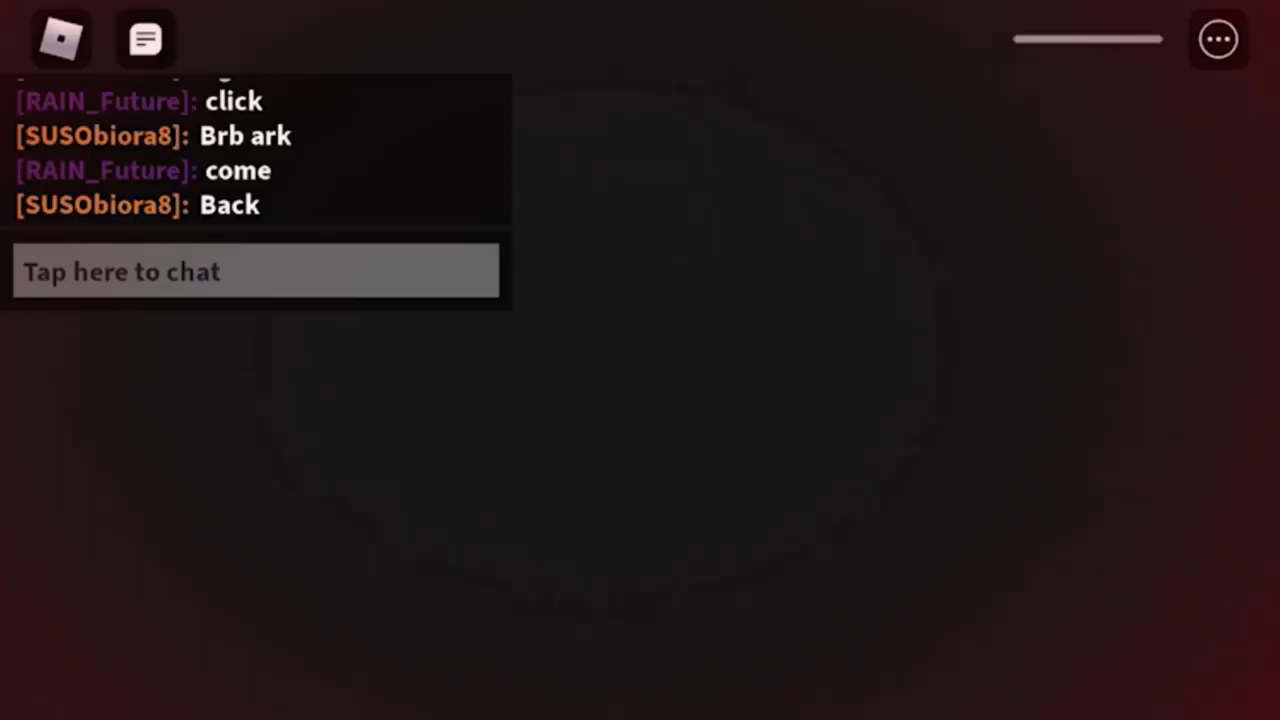 [RAIN_Future]: click
[SUSObiora8]: Brb ark
[RAIN_Future]: come
[SUSObiora8]: Back
Tap here to chat